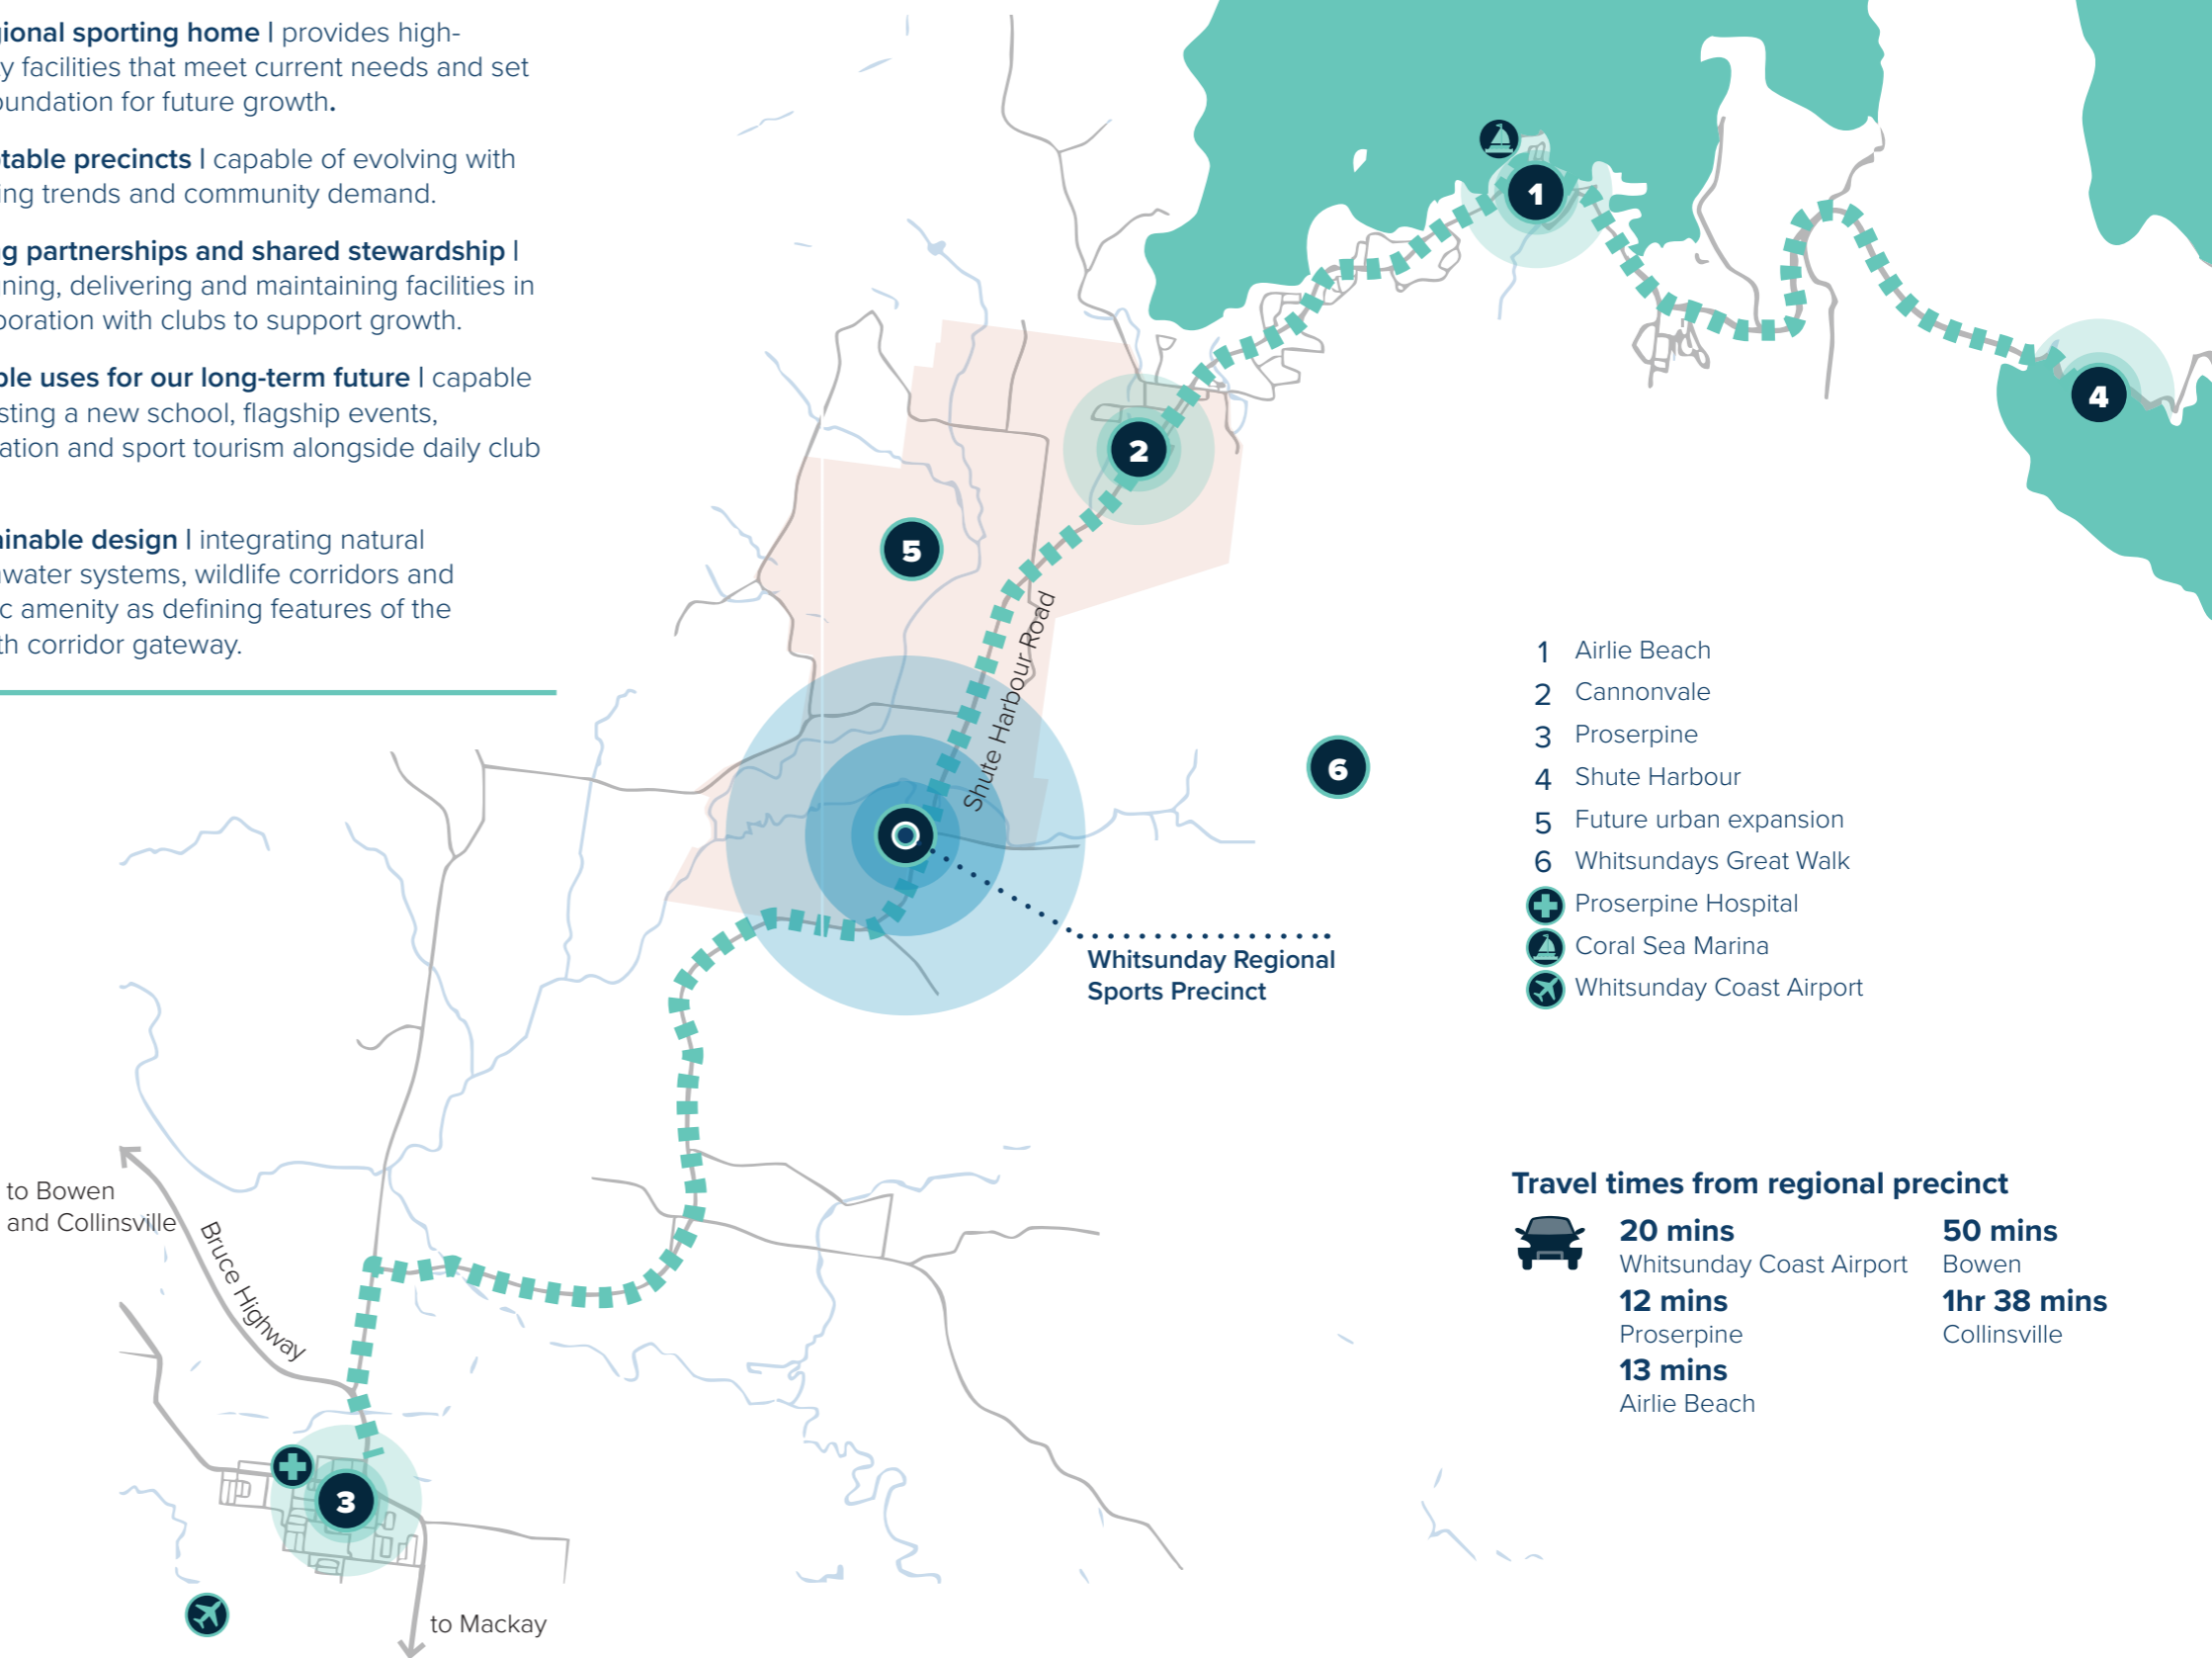 gional sporting home | provides high-
y facilities that meet current needs and set
oundation for future growth.
table precincts | capable of evolving with
ing trends and community demand.
g partnerships and shared stewardship |
ning, delivering and maintaining facilities in
boration with clubs to support growth.
ble uses for our long-term future | capable
sting a new school, flagship events,
ation and sport tourism alongside daily club
ainable design | integrating natural
water systems, wildlife corridors and
c amenity as defining features of the
th corridor gateway.
1
2
3
4
5
6
Shute Harbour Road
Whitsunday Regional
Sports Precinct
to Bowen
and Collinsville
Bruce Highway
to Mackay
1 Airlie Beach
2 Cannonvale
3 Proserpine
4 Shute Harbour
5 Future urban expansion
6 Whitsundays Great Walk
Proserpine Hospital
Coral Sea Marina
Whitsunday Coast Airport
Travel times from regional precinct
20 mins
Whitsunday Coast Airport
12 mins
Proserpine
13 mins
Airlie Beach
50 mins
Bowen
1hr 38 mins
Collinsville